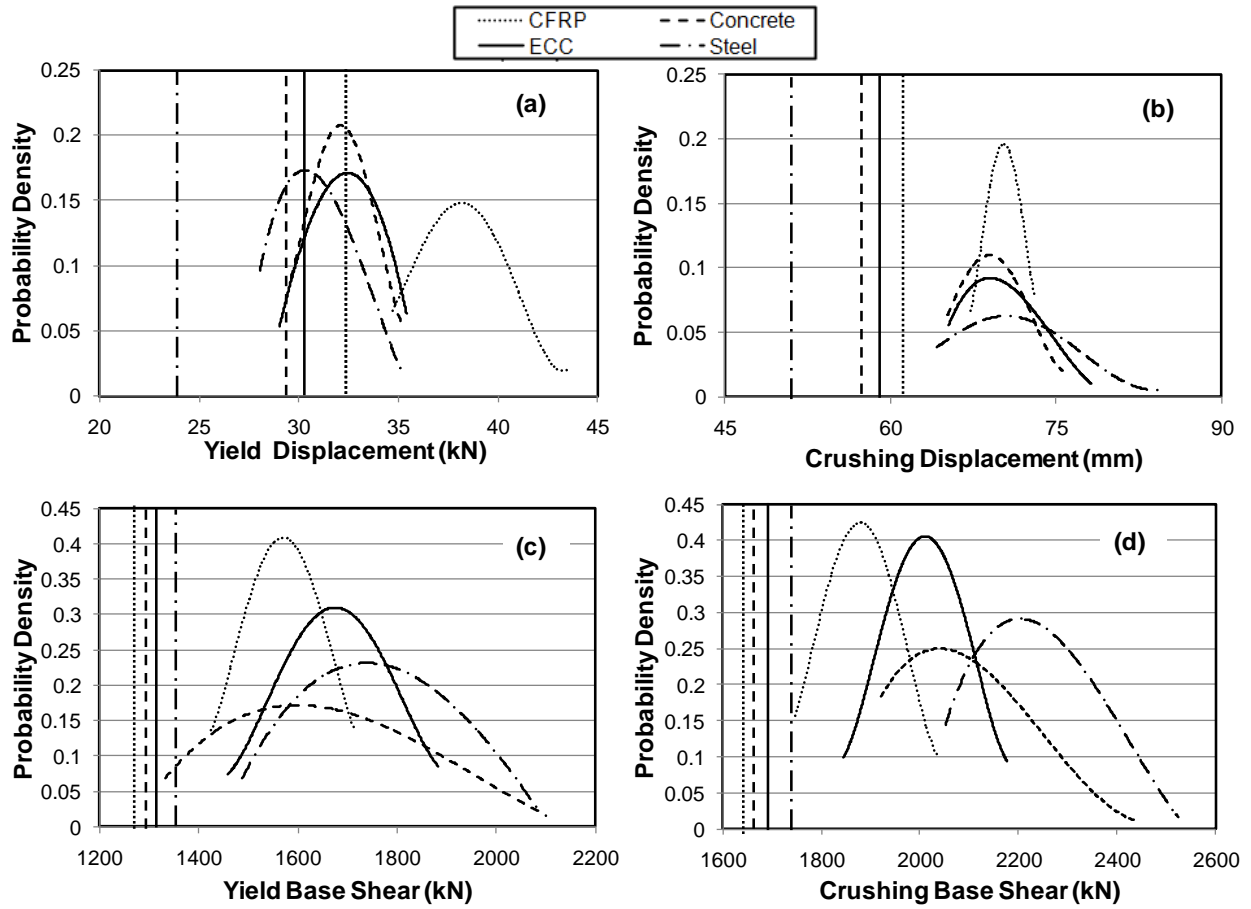 CFRP Concrete
ECC Steel
0.25
0.2
0.15
0.1
0.05
0
Probability Density
(a)
20 25 30 35 40 45
Yield Displacement (kN)
0.25
0.2
0.15
0.1
0.05
0
Probability Density
(b)
45 60 75 90
Crushing Displacement (mm)
0.45
0.4
0.35
0.3
0.25
0.2
0.15
0.1
0.05
0
Probability Density
(c)
1200 1400 1600 1800 2000 2200
Yield Base Shear (kN)
0.45
0.4
0.35
0.3
0.25
0.2
0.15
0.1
0.05
0
Probability Density
(d)
1600 1800 2000 2200 2400 2600
Crushing Base Shear (kN)